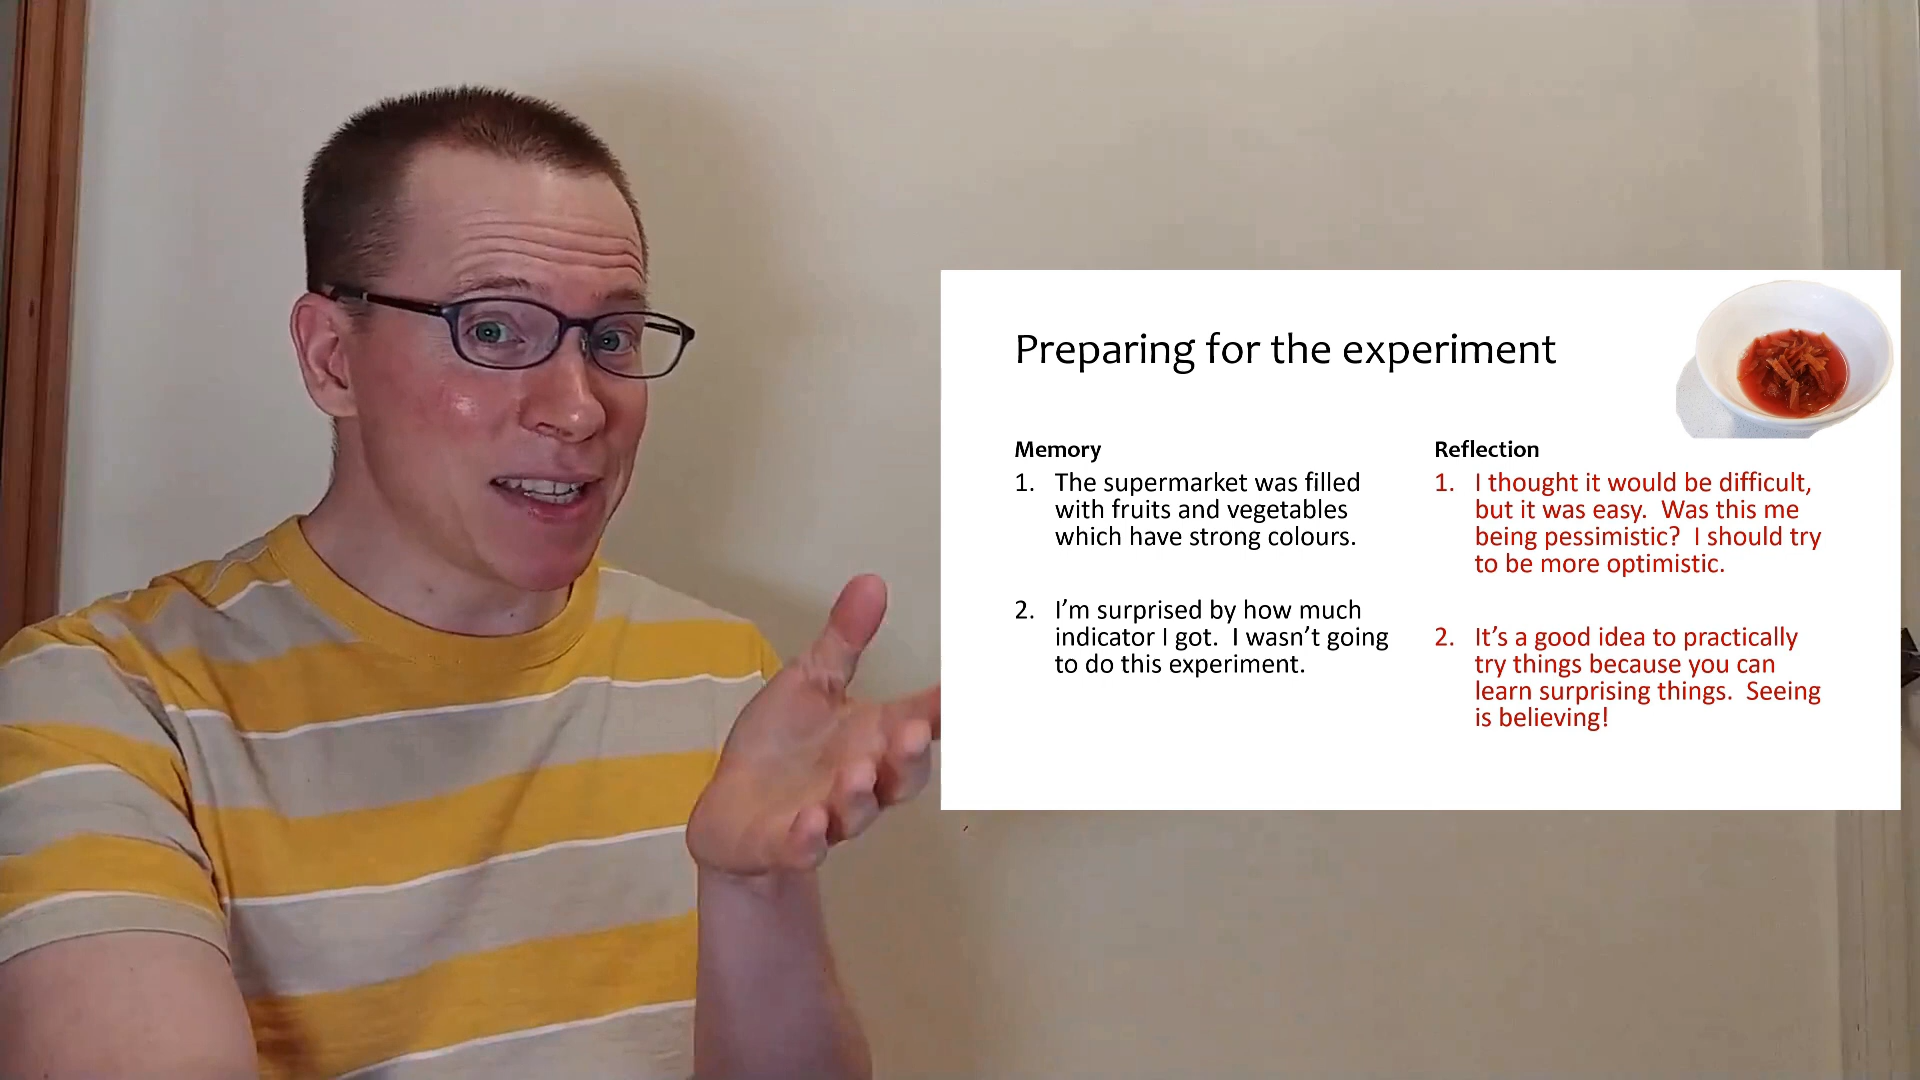 Preparing for the experiment
Memory
1. The supermarket was filled
with fruits and vegetables
which have strong colours.
2. I'm surprised by how much
indicator I got.  I wasn't going
to do this experiment.
Reflection
1. I thought it would be difficult,
but it was easy.  Was this me
being pessimistic?  I should try
to be more optimistic.
2. It's a good idea to practically
try things because you can
learn surprising things.  Seeing
is believing!